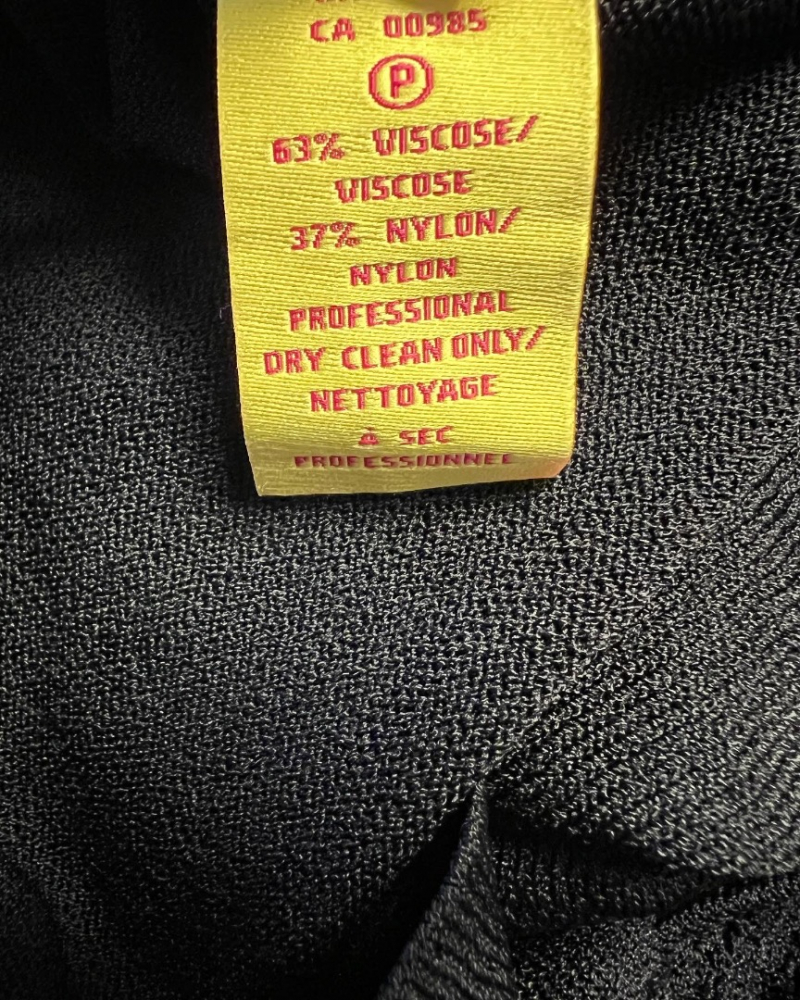 CA 00985
P
63% VISCOSE/
VISCOSE
37% NYLON/
NYLON
PROFESSIONAL
DRY CLEAN ONLY/
NETTOYAGE
À SEC
PROFESSIONNEL